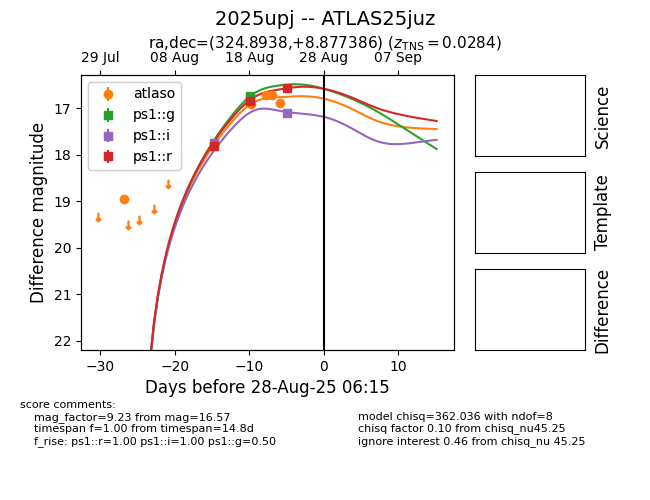 2025upj -- ATLAS25juz
ra,dec=(324.8938,+8.877386) (z_TNS = 0.0284)
29 Jul 08 Aug 18 Aug 28 Aug 07 Sep
atlaso
ps1::g
ps1::i
ps1::r
Difference magnitude
17
18
19
20
21
22
−30 −20 −10 0 10
Days before 28-Aug-25 06:15
Science
Template
Difference
score comments:
mag_factor=9.23 from mag=16.57
timespan f=1.00 from timespan=14.8d
f_rise: ps1::r=1.00 ps1::i=1.00 ps1::g=0.50
model chisq=362.036 with ndof=8
chisq factor 0.10 from chisq_nu45.25
ignore interest 0.46 from chisq_nu 45.25